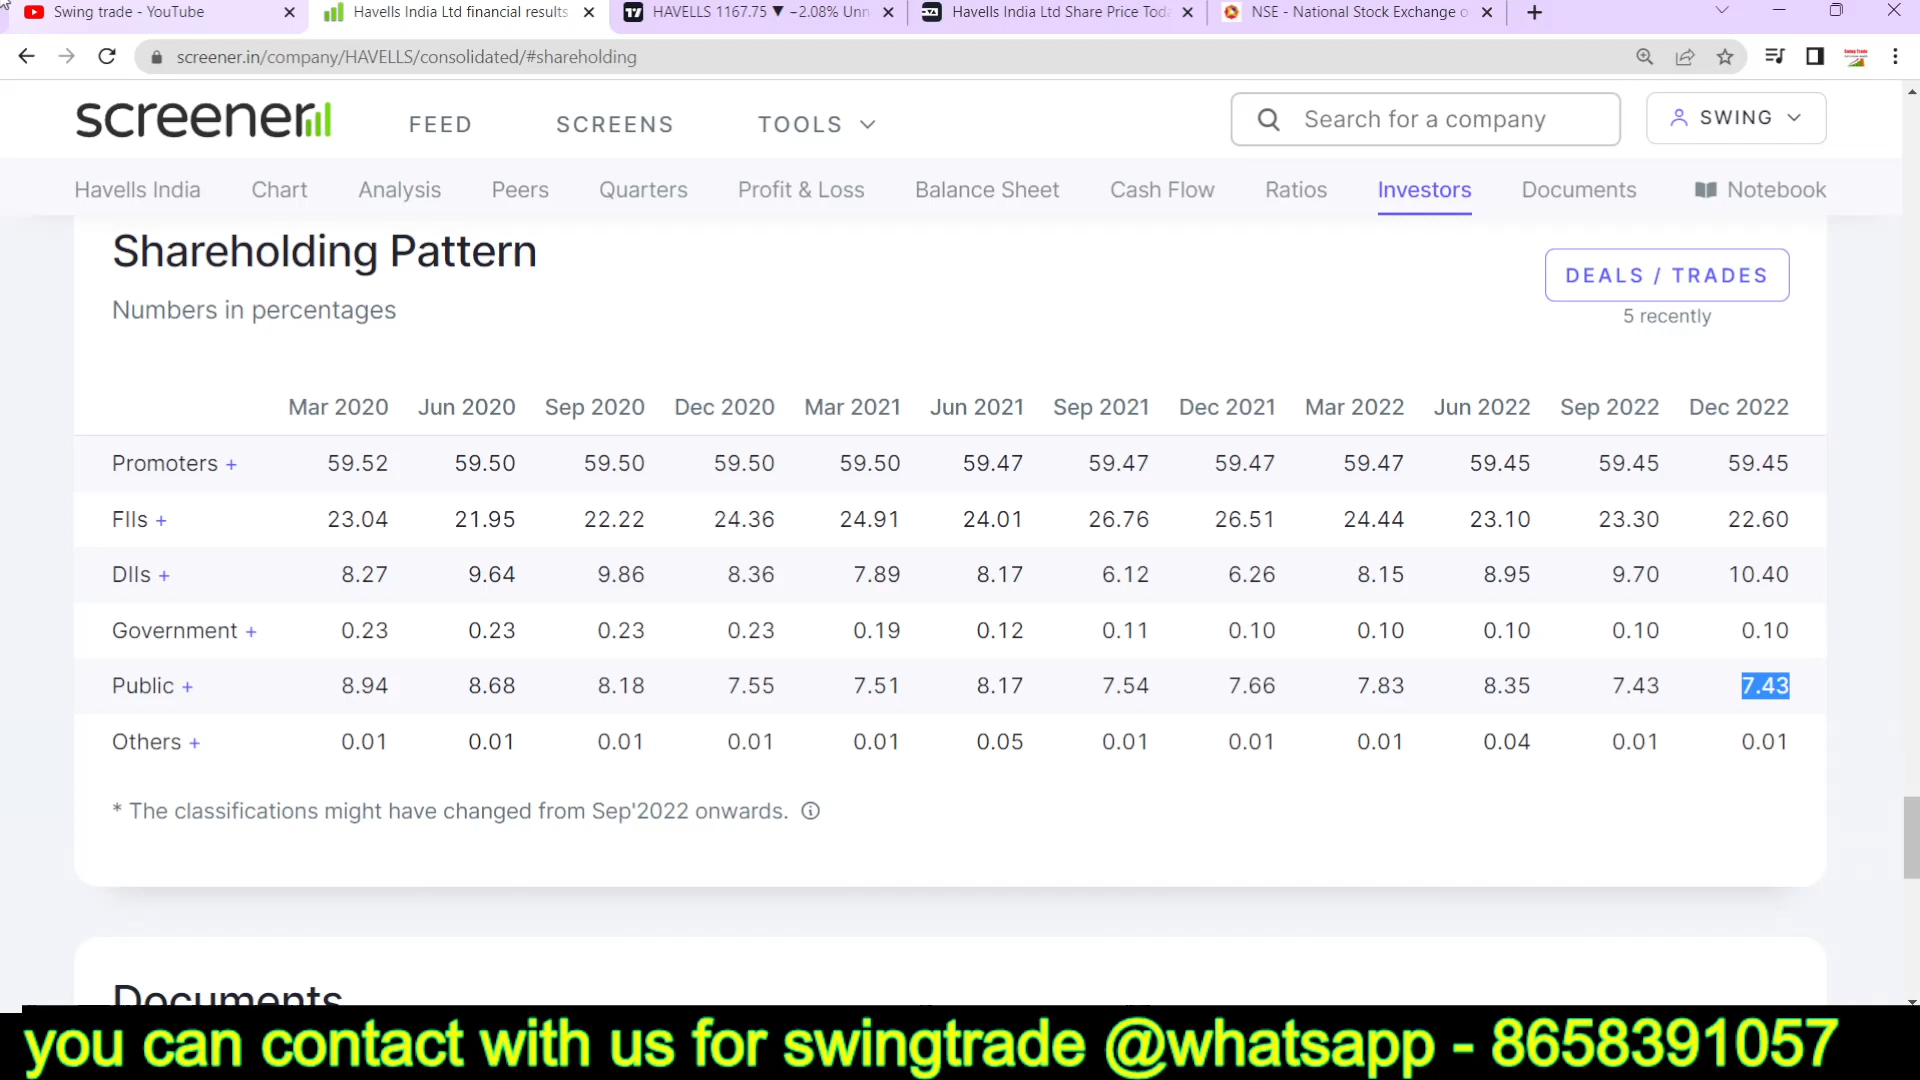 Swing trade - YouTube
Havells India Ltd financial results
HAVELLS 1167.75 ▼ −2.08% Unn
Havells India Ltd Share Price Toda
NSE - National Stock Exchange o
screener.in/company/HAVELLS/consolidated/#shareholding
screener
FEED
SCREENS
TOOLS
Search for a company
SWING
Havells India
Chart
Analysis
Peers
Quarters
Profit & Loss
Balance Sheet
Cash Flow
Ratios
Investors
Documents
Notebook
Shareholding Pattern
DEALS / TRADES
Numbers in percentages
5 recently
Mar 2020 Jun 2020 Sep 2020 Dec 2020 Mar 2021 Jun 2021 Sep 2021 Dec 2021 Mar 2022 Jun 2022 Sep 2022 Dec 2022
Promoters + 59.52 59.50 59.50 59.50 59.50 59.47 59.47 59.47 59.47 59.45 59.45 59.45
FIIs + 23.04 21.95 22.22 24.36 24.91 24.01 26.76 26.51 24.44 23.10 23.30 22.60
DIIs + 8.27 9.64 9.86 8.36 7.89 8.17 6.12 6.26 8.15 8.95 9.70 10.40
Government + 0.23 0.23 0.23 0.23 0.19 0.12 0.11 0.10 0.10 0.10 0.10 0.10
Public + 8.94 8.68 8.18 7.55 7.51 8.17 7.54 7.66 7.83 8.35 7.43 7.43
Others + 0.01 0.01 0.01 0.01 0.01 0.05 0.01 0.01 0.01 0.04 0.01 0.01
* The classifications might have changed from Sep'2022 onwards.
Documents
you can contact with us for swingtrade @whatsapp - 8658391057